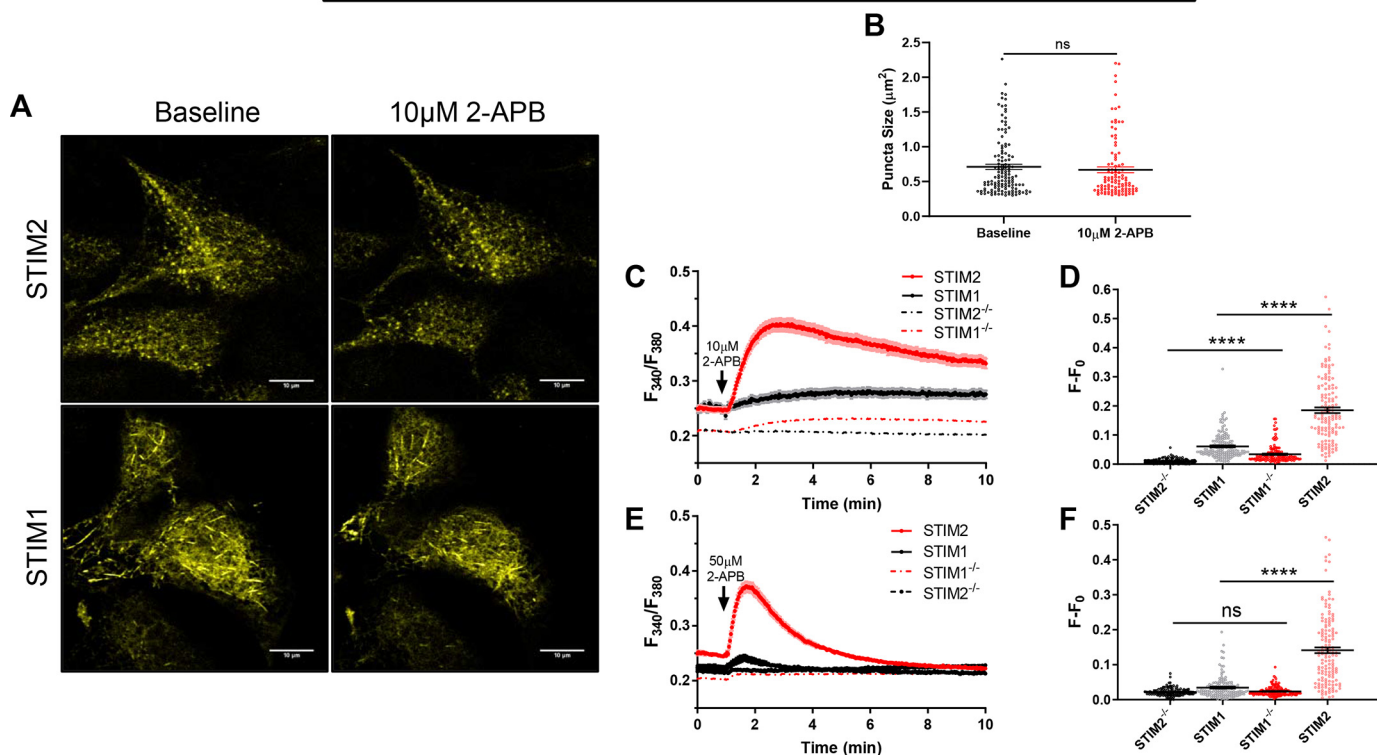 A
Baseline
10µM 2-APB
STIM2
10 µm
10 µm
STIM1
10 µm
10 µm
B
ns
Puncta Size (µm²)
2.5
2.0
1.5
1.0
0.5
0.0
Baseline
10µM 2-APB
C
F340/F380
0.5
0.4
0.3
0.2
10µM
2-APB
STIM2
STIM1
STIM2-/-
STIM1-/-
0 2 4 6 8 10
Time (min)
D
F-F0
0.6
0.5
0.4
0.3
0.2
0.1
0.0
****
****
STIM2-/-
STIM1
STIM1-/-
STIM2
E
F340/F380
0.5
0.4
0.3
0.2
50µM
2-APB
STIM2
STIM1
STIM1-/-
STIM2-/-
0 2 4 6 8 10
Time (min)
F
F-F0
0.5
0.4
0.3
0.2
0.1
0.0
****
ns
STIM2-/-
STIM1
STIM1-/-
STIM2